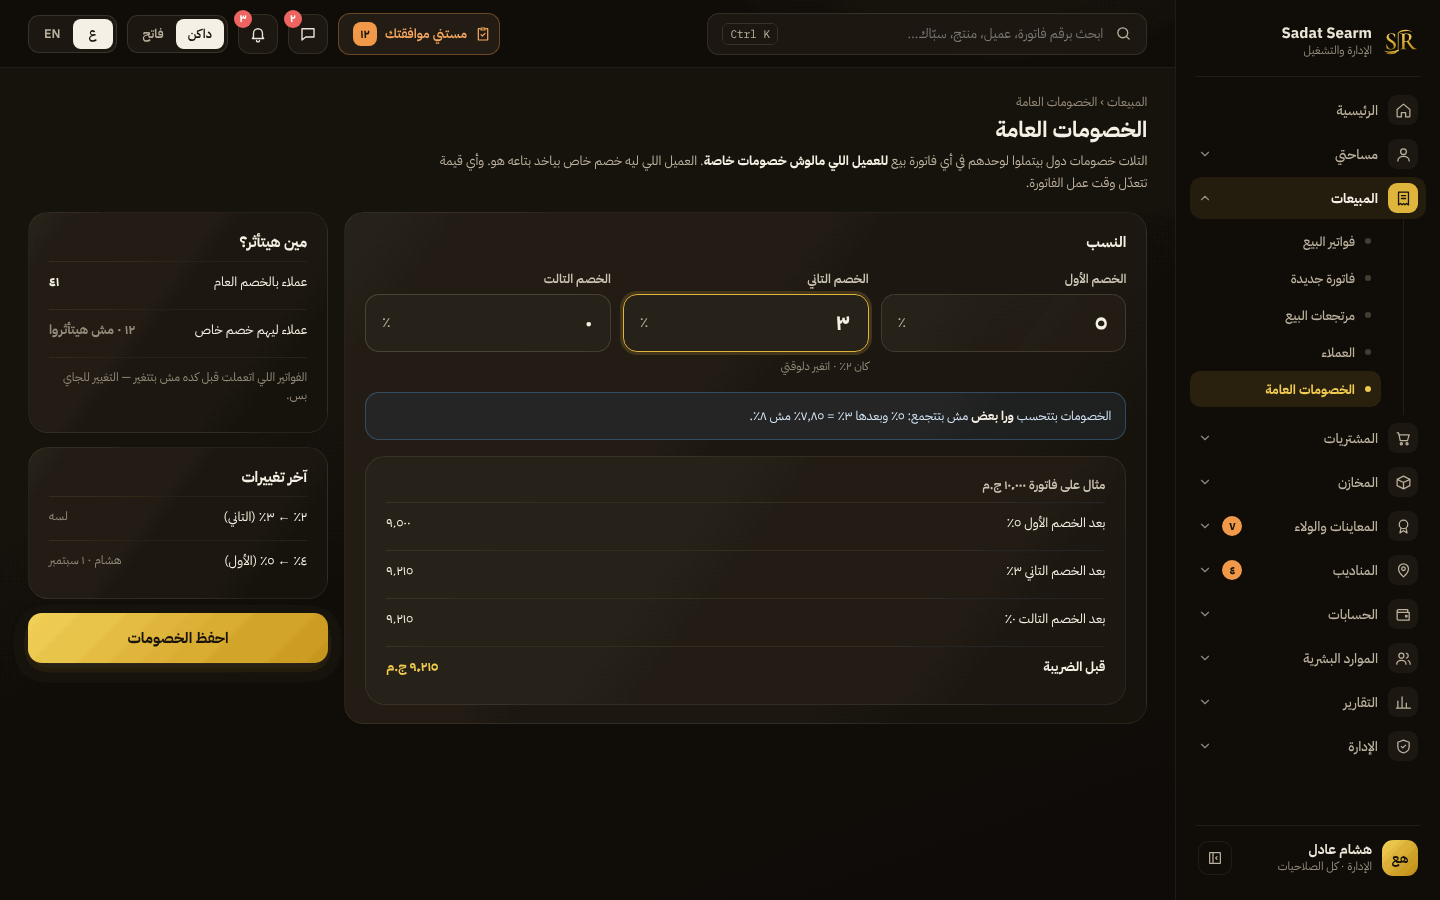 Sadat Searm
الإدارة والتشغيل
ابحث برقم فاتورة، عميل، منتج، سبّاك...
Ctrl K
مستني موافقتك ١٢
٢
٣
داكن
فاتح
ع
EN
الرئيسية
مساحتي
المبيعات
فواتير البيع
فاتورة جديدة
مرتجعات البيع
العملاء
الخصومات العامة
المشتريات
المخازن
المعاينات والولاء ٧
المناديب ٤
الحسابات
الموارد البشرية
التقارير
الإدارة
هع
هشام عادل
الإدارة · كل الصلاحيات
المبيعات › الخصومات العامة
الخصومات العامة
التلات خصومات دول بيتملوا لوحدهم في أي فاتورة بيع للعميل اللي مالوش خصومات خاصة. العميل اللي ليه خصم خاص بياخد بتاعه هو. وأي قيمة
تتعدّل وقت عمل الفاتورة.
النسب
الخصم الأول
٥ ٪
الخصم التاني
٣ ٪
كان ٢٪ · اتغير دلوقتي
الخصم التالت
٠ ٪
الخصومات بتتحسب ورا بعض مش بتتجمع: ٥٪ وبعدها ٣٪ = ٧,٨٥٪ مش ٨٪.
مثال على فاتورة ١٠,٠٠٠ ج.م
بعد الخصم الأول ٥٪ ٩,٥٠٠
بعد الخصم التاني ٣٪ ٩,٢١٥
بعد الخصم التالت ٠٪ ٩,٢١٥
قبل الضريبة ٩,٢١٥ ج.م
مين هيتأثر؟
عملاء بالخصم العام ٤١
عملاء ليهم خصم خاص ١٢ · مش هيتأثروا
الفواتير اللي اتعملت قبل كده مش بتتغير — التغيير للجاي
بس.
آخر تغييرات
٢٪ ← ٣٪ (التاني) لسه
٤٪ ← ٥٪ (الأول) هشام · ١ سبتمبر
احفظ الخصومات